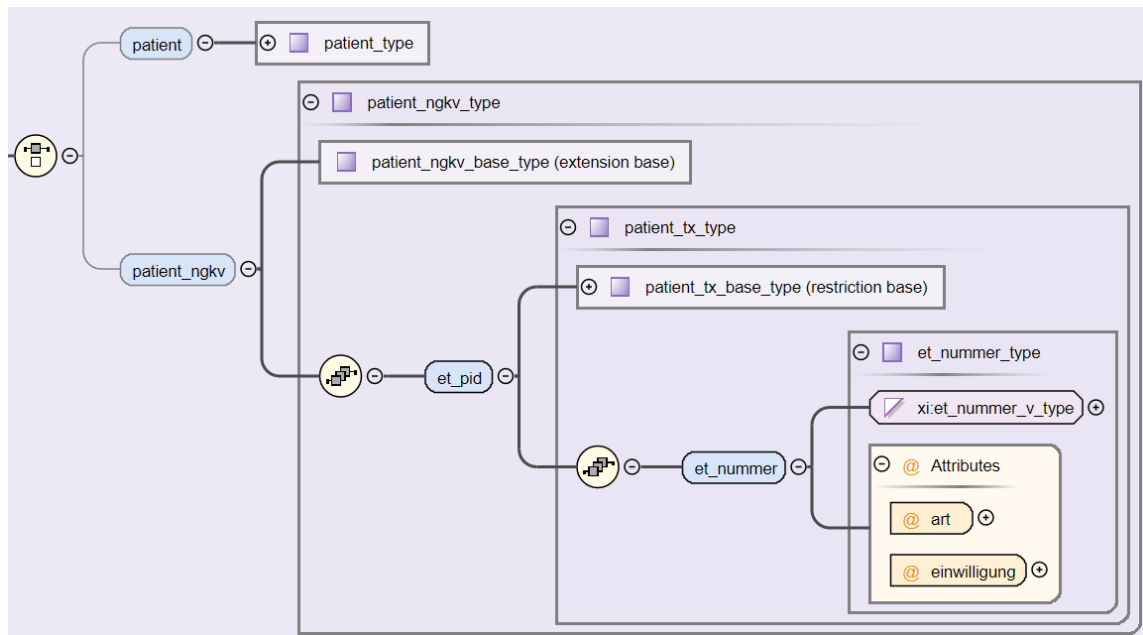 patient
patient_type
patient_ngkv_type
patient_ngkv_base_type (extension base)
patient_tx_type
patient_ngkv
patient_tx_base_type (restriction base)
et_nummer_type
et_pid
xi:et_nummer_v_type
et_nummer
@ Attributes
@ art
@ einwilligung